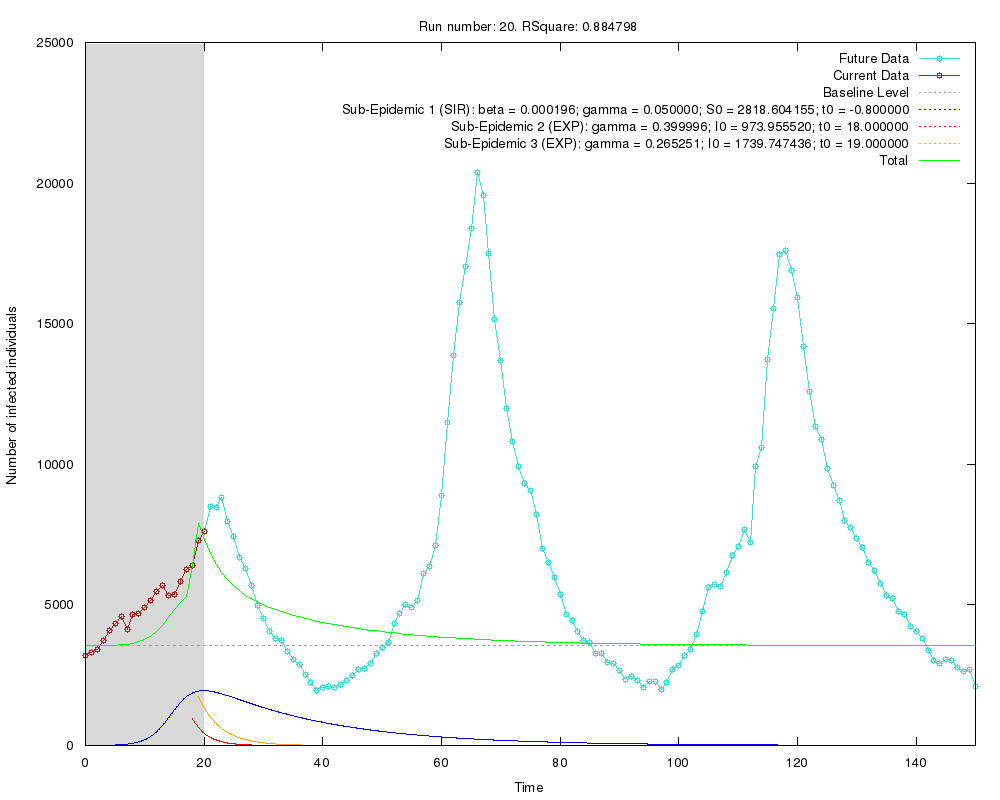 Run number: 20. RSquare: 0.884798
25000
20000
15000
10000
5000
0
Number of infected individuals
Future Data
Current Data
Baseline Level
Sub-Epidemic 1 (SIR): beta = 0.000196; gamma = 0.050000; S0 = 2818.604155; t0 = -0.800000
Sub-Epidemic 2 (EXP): gamma = 0.399996; I0 = 973.955520; t0 = 18.000000
Sub-Epidemic 3 (EXP): gamma = 0.265251; I0 = 1739.747436; t0 = 19.000000
Total
0 20 40 60 80 100 120 140
Time